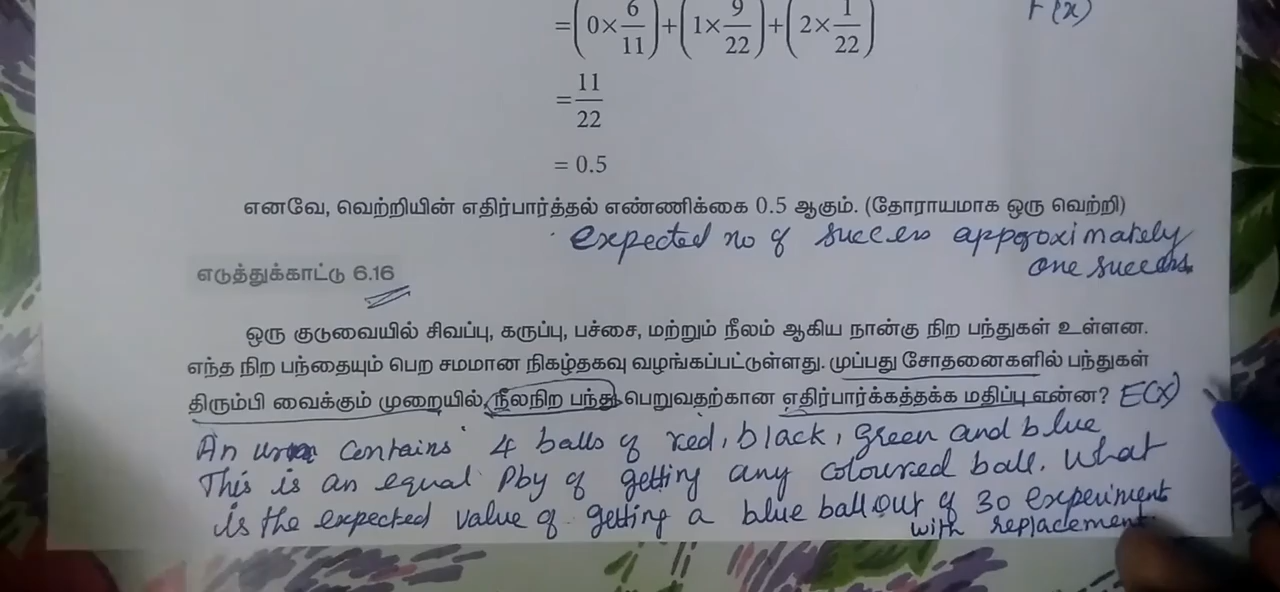 = (0 × 6/11) + (1 × 9/22) + (2 × 1/22)
F(x)
= 11/22
= 0.5
எனவே, வெற்றியின் எதிர்பார்த்தல் எண்ணிக்கை 0.5 ஆகும். (தோராயமாக ஒரு வெற்றி)
expected no of success approximately
one success.
எடுத்துக்காட்டு 6.16
ஒரு குடுவையில் சிவப்பு, கருப்பு, பச்சை, மற்றும் நீலம் ஆகிய நான்கு நிற பந்துகள் உள்ளன.
எந்த நிற பந்தையும் பெற சமமான நிகழ்தகவு வழங்கப்பட்டுள்ளது. முப்பது சோதனைகளில் பந்துகள்
திரும்பி வைக்கும் முறையில், நீலநிற பந்து பெறுவதற்கான எதிர்பார்க்கத்தக்க மதிப்பு என்ன? E(X)
An urn contains 4 balls of red, black, green and blue
This is an equal Pby of getting any coloured ball. What
is the expected value of getting a blue ball out of 30 experiment
with replacement